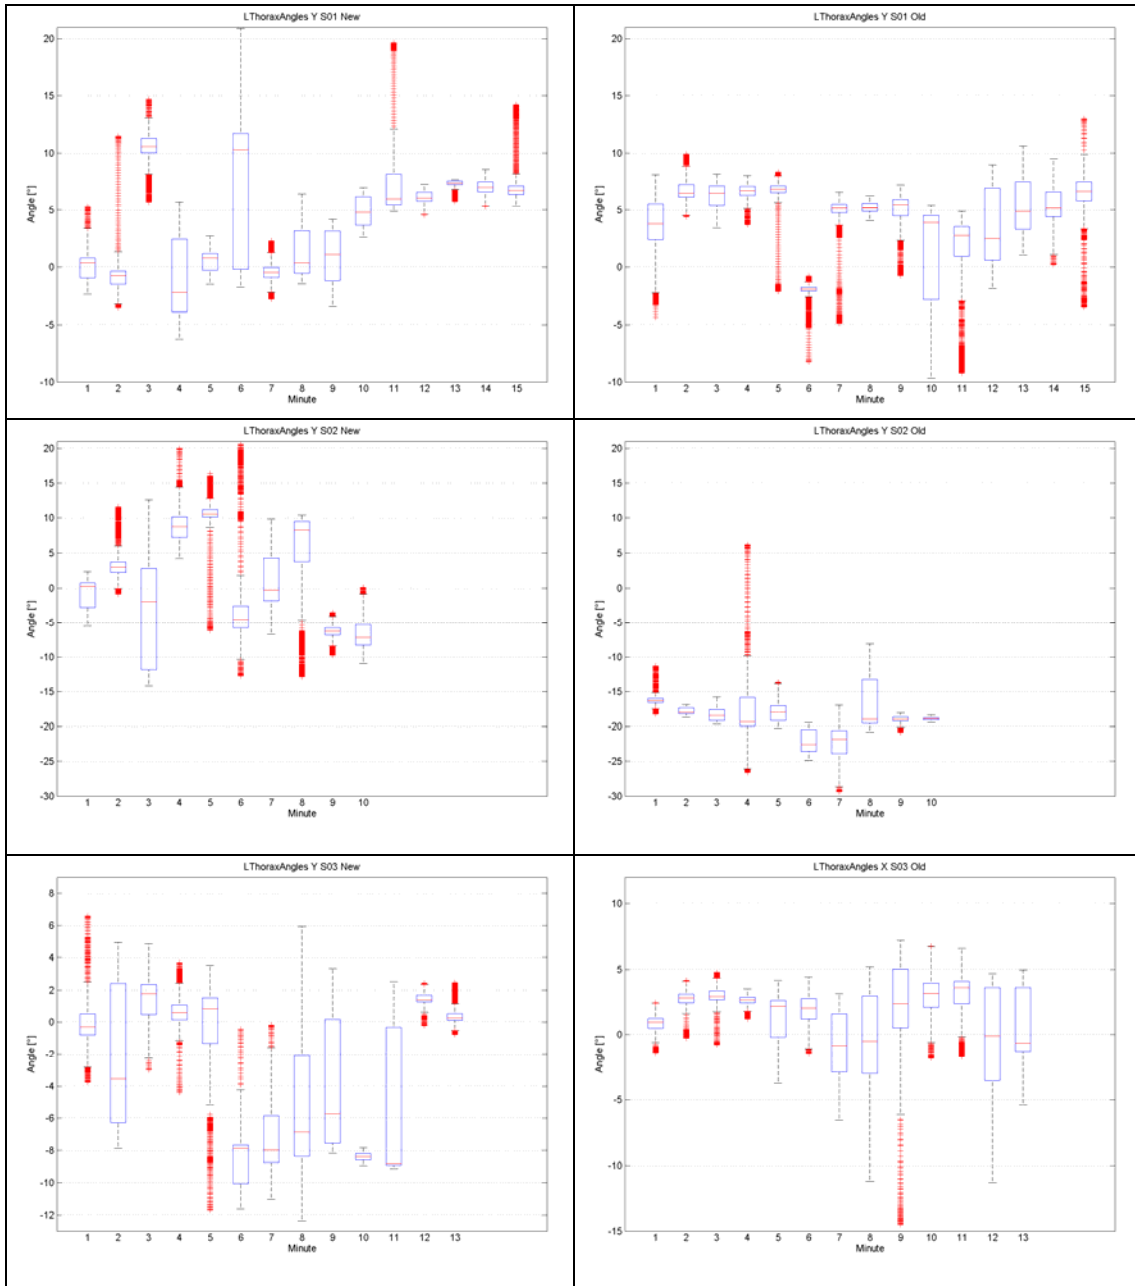 LThoraxAngles Y S01 New
20
15
10
5
0
-5
-10
Angle [°]
1 2 3 4 5 6 7 8 9 10 11 12 13 14 15
Minute
LThoraxAngles Y S01 Old
20
15
10
5
0
-5
-10
Angle [°]
1 2 3 4 5 6 7 8 9 10 11 12 13 14 15
Minute
LThoraxAngles Y S02 New
20
15
10
5
0
-5
-10
-15
-20
-25
-30
Angle [°]
1 2 3 4 5 6 7 8 9 10
Minute
LThoraxAngles Y S02 Old
20
15
10
5
0
-5
-10
-15
-20
-25
-30
Angle [°]
1 2 3 4 5 6 7 8 9 10
Minute
LThoraxAngles Y S03 New
8
6
4
2
0
-2
-4
-6
-8
-10
-12
Angle [°]
1 2 3 4 5 6 7 8 9 10 11 12 13
Minute
LThoraxAngles X S03 Old
10
5
0
-5
-10
-15
Angle [°]
1 2 3 4 5 6 7 8 9 10 11 12 13
Minute